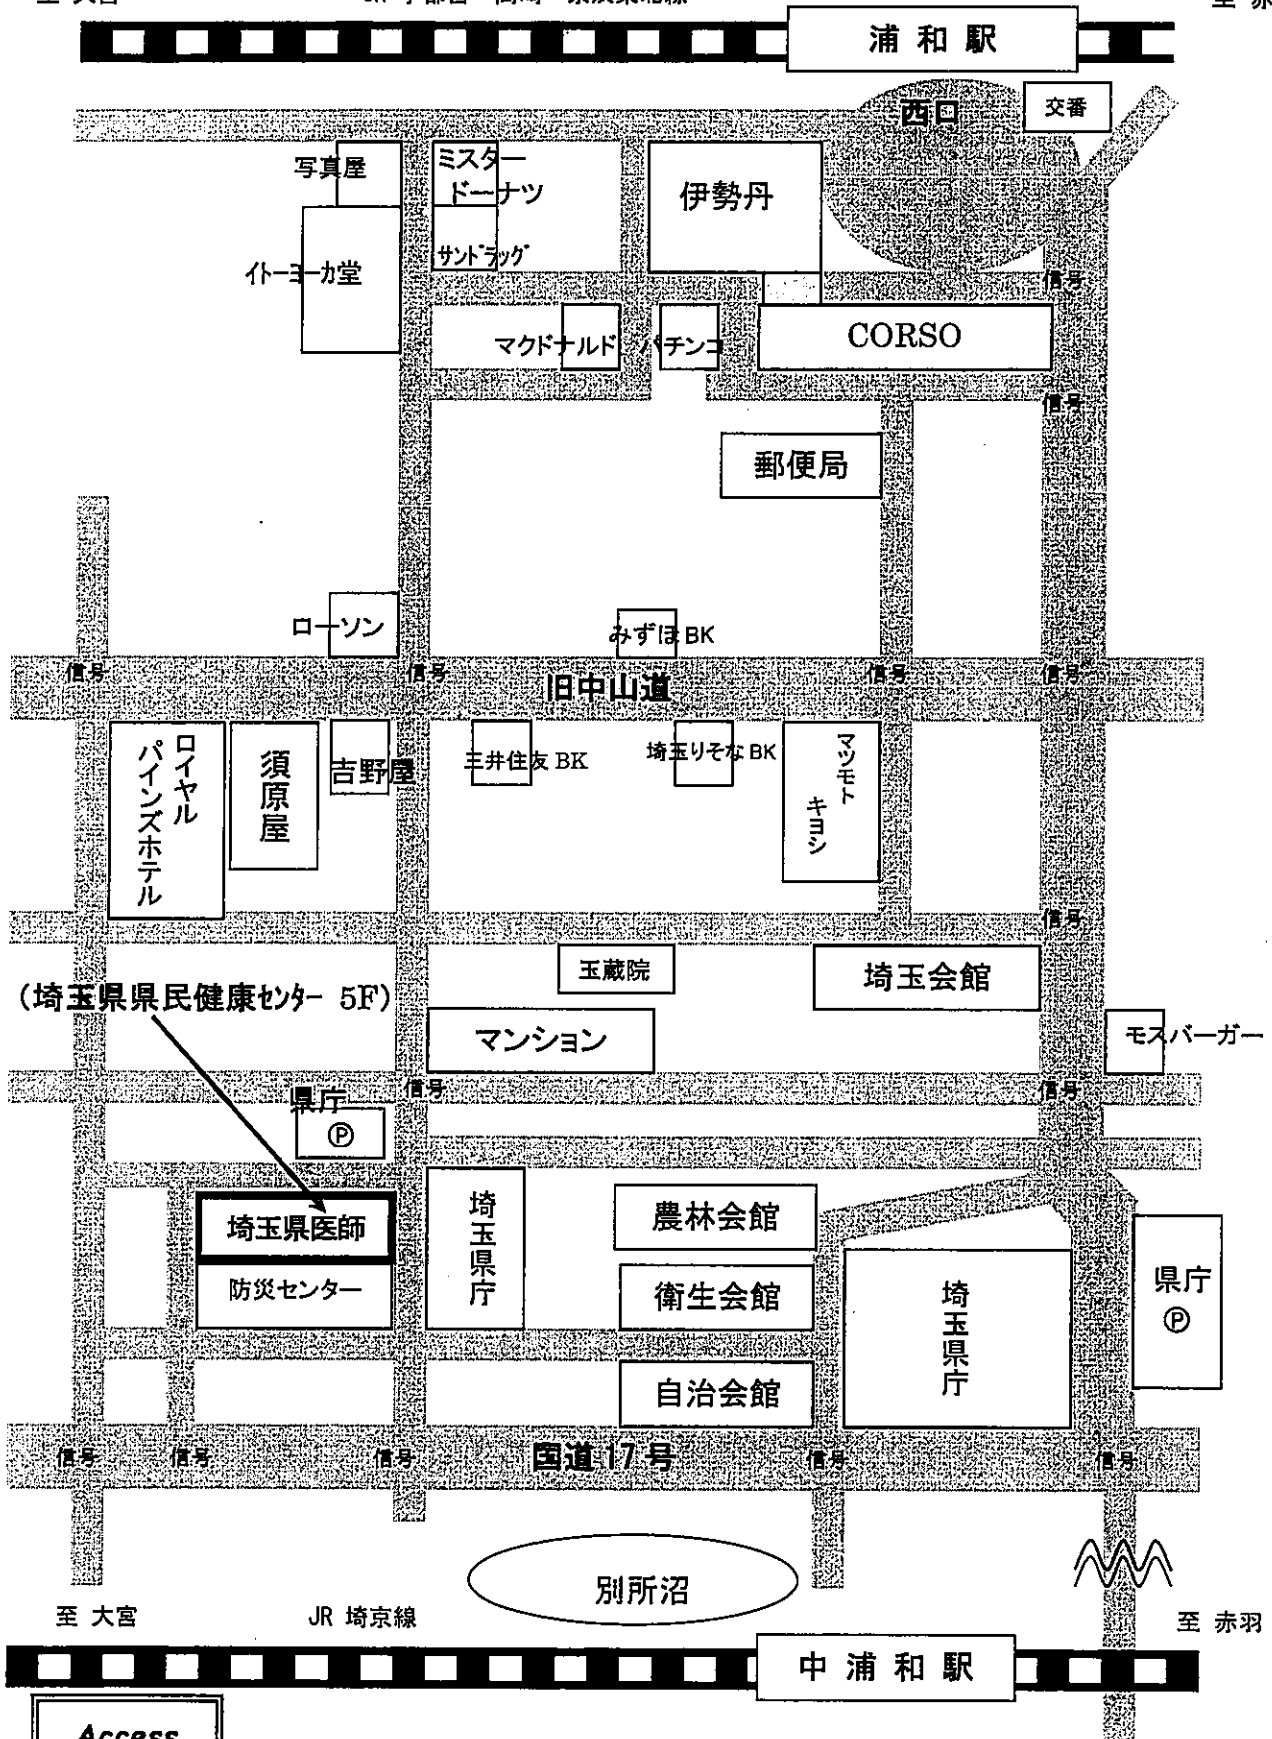 至 大宮
浦和駅
西口
交番
写真屋
ミスター
ドーナツ
伊勢丹
サンドラッグ
イトーヨーカ堂
信号
マクドナルド
パチンコ
CORSO
信号
郵便局
ローソン
みずほ BK
信号
信号
信号
信号
旧中山道
ロイヤル
パインズホテル
須原屋
吉野屋
三井住友 BK
埼玉りそな BK
マツモト
キヨシ
信号
玉蔵院
埼玉会館
(埼玉県県民健康センター 5F)
マンション
モスバーガー
信号
信号
県庁
Ⓟ
埼玉県医師
防災センター
埼玉県庁
農林会館
衛生会館
自治会館
埼玉県庁
県庁
Ⓟ
信号
信号
信号
国道 17 号
信号
信号
別所沼
至 大宮
JR 埼京線
至 赤羽
中浦和駅
Access